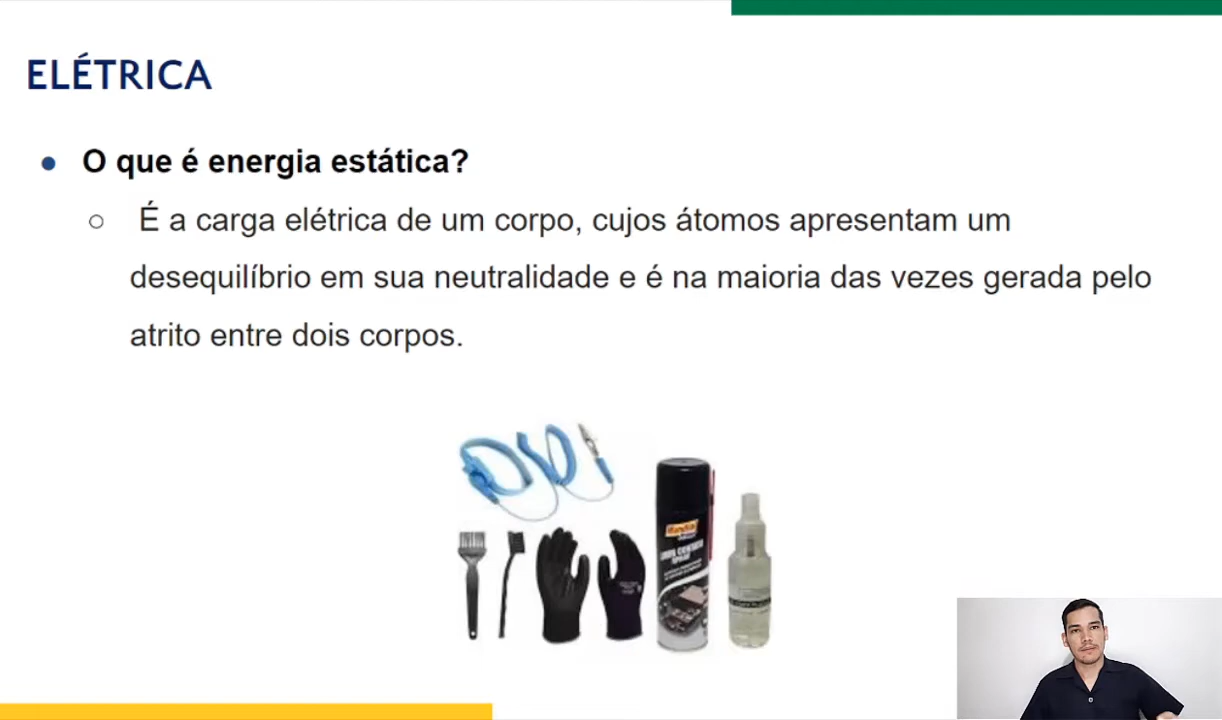 ELÉTRICA
● O que é energia estática?
○ É a carga elétrica de um corpo, cujos átomos apresentam um
desequilíbrio em sua neutralidade e é na maioria das vezes gerada pelo
atrito entre dois corpos.